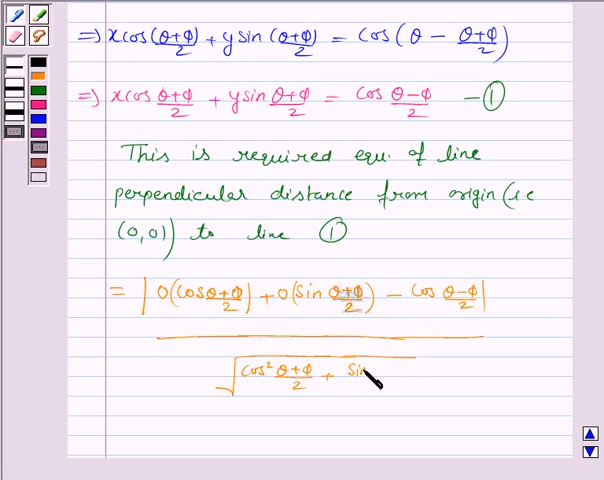 =) x cos (θ+φ)/2 + y sin (θ+φ)/2 = cos (θ - (θ+φ)/2)
=) x cos (θ+φ)/2 + y sin (θ+φ)/2 = cos (θ-φ)/2 - ①
This is required equ. of line
perpendicular distance from origin (i.e
(0,0)) to line ①
= | 0(cos (θ+φ)/2) + 0(sin (θ+φ)/2) - cos (θ-φ)/2 |
√ cos² (θ+φ)/2 + sin